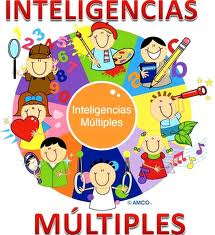 INTELIGENCIAS
Inteligencias
Múltiples
© AMCO.
MÚLTIPLES